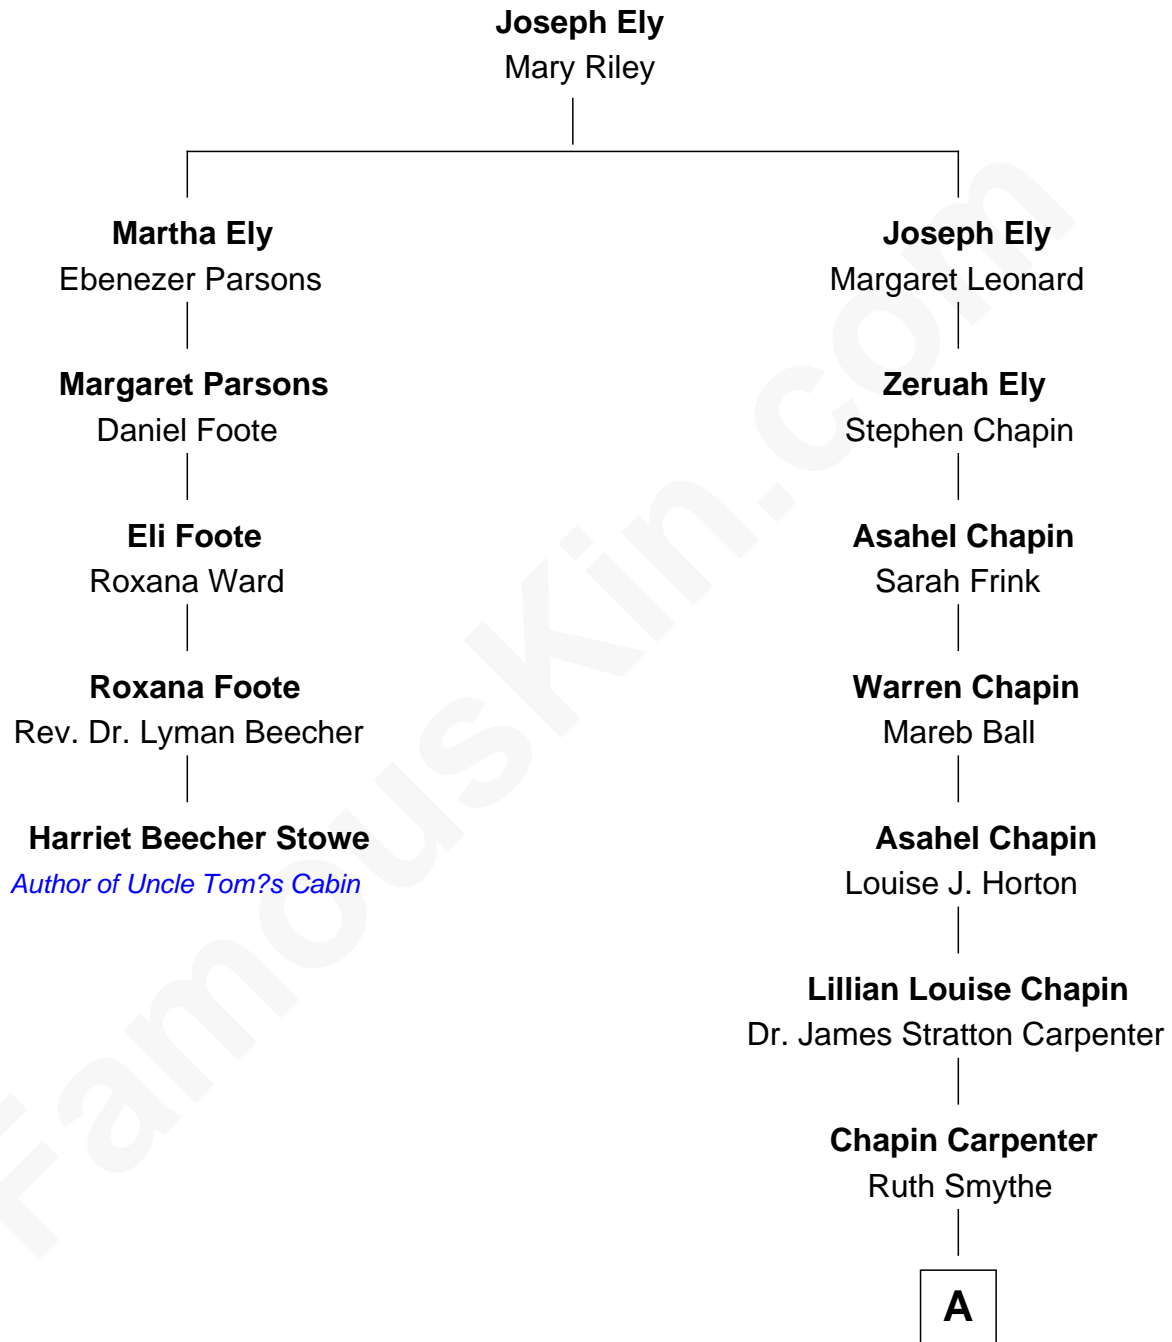 Joseph Ely
Mary Riley
Martha Ely
Ebenezer Parsons
Margaret Parsons
Daniel Foote
Eli Foote
Roxana Ward
Roxana Foote
Rev. Dr. Lyman Beecher
Harriet Beecher Stowe
Author of Uncle Tom?s Cabin
Joseph Ely
Margaret Leonard
Zeruah Ely
Stephen Chapin
Asahel Chapin
Sarah Frink
Warren Chapin
Mareb Ball
Asahel Chapin
Louise J. Horton
Lillian Louise Chapin
Dr. James Stratton Carpenter
Chapin Carpenter
Ruth Smythe
A
FamousKin.com